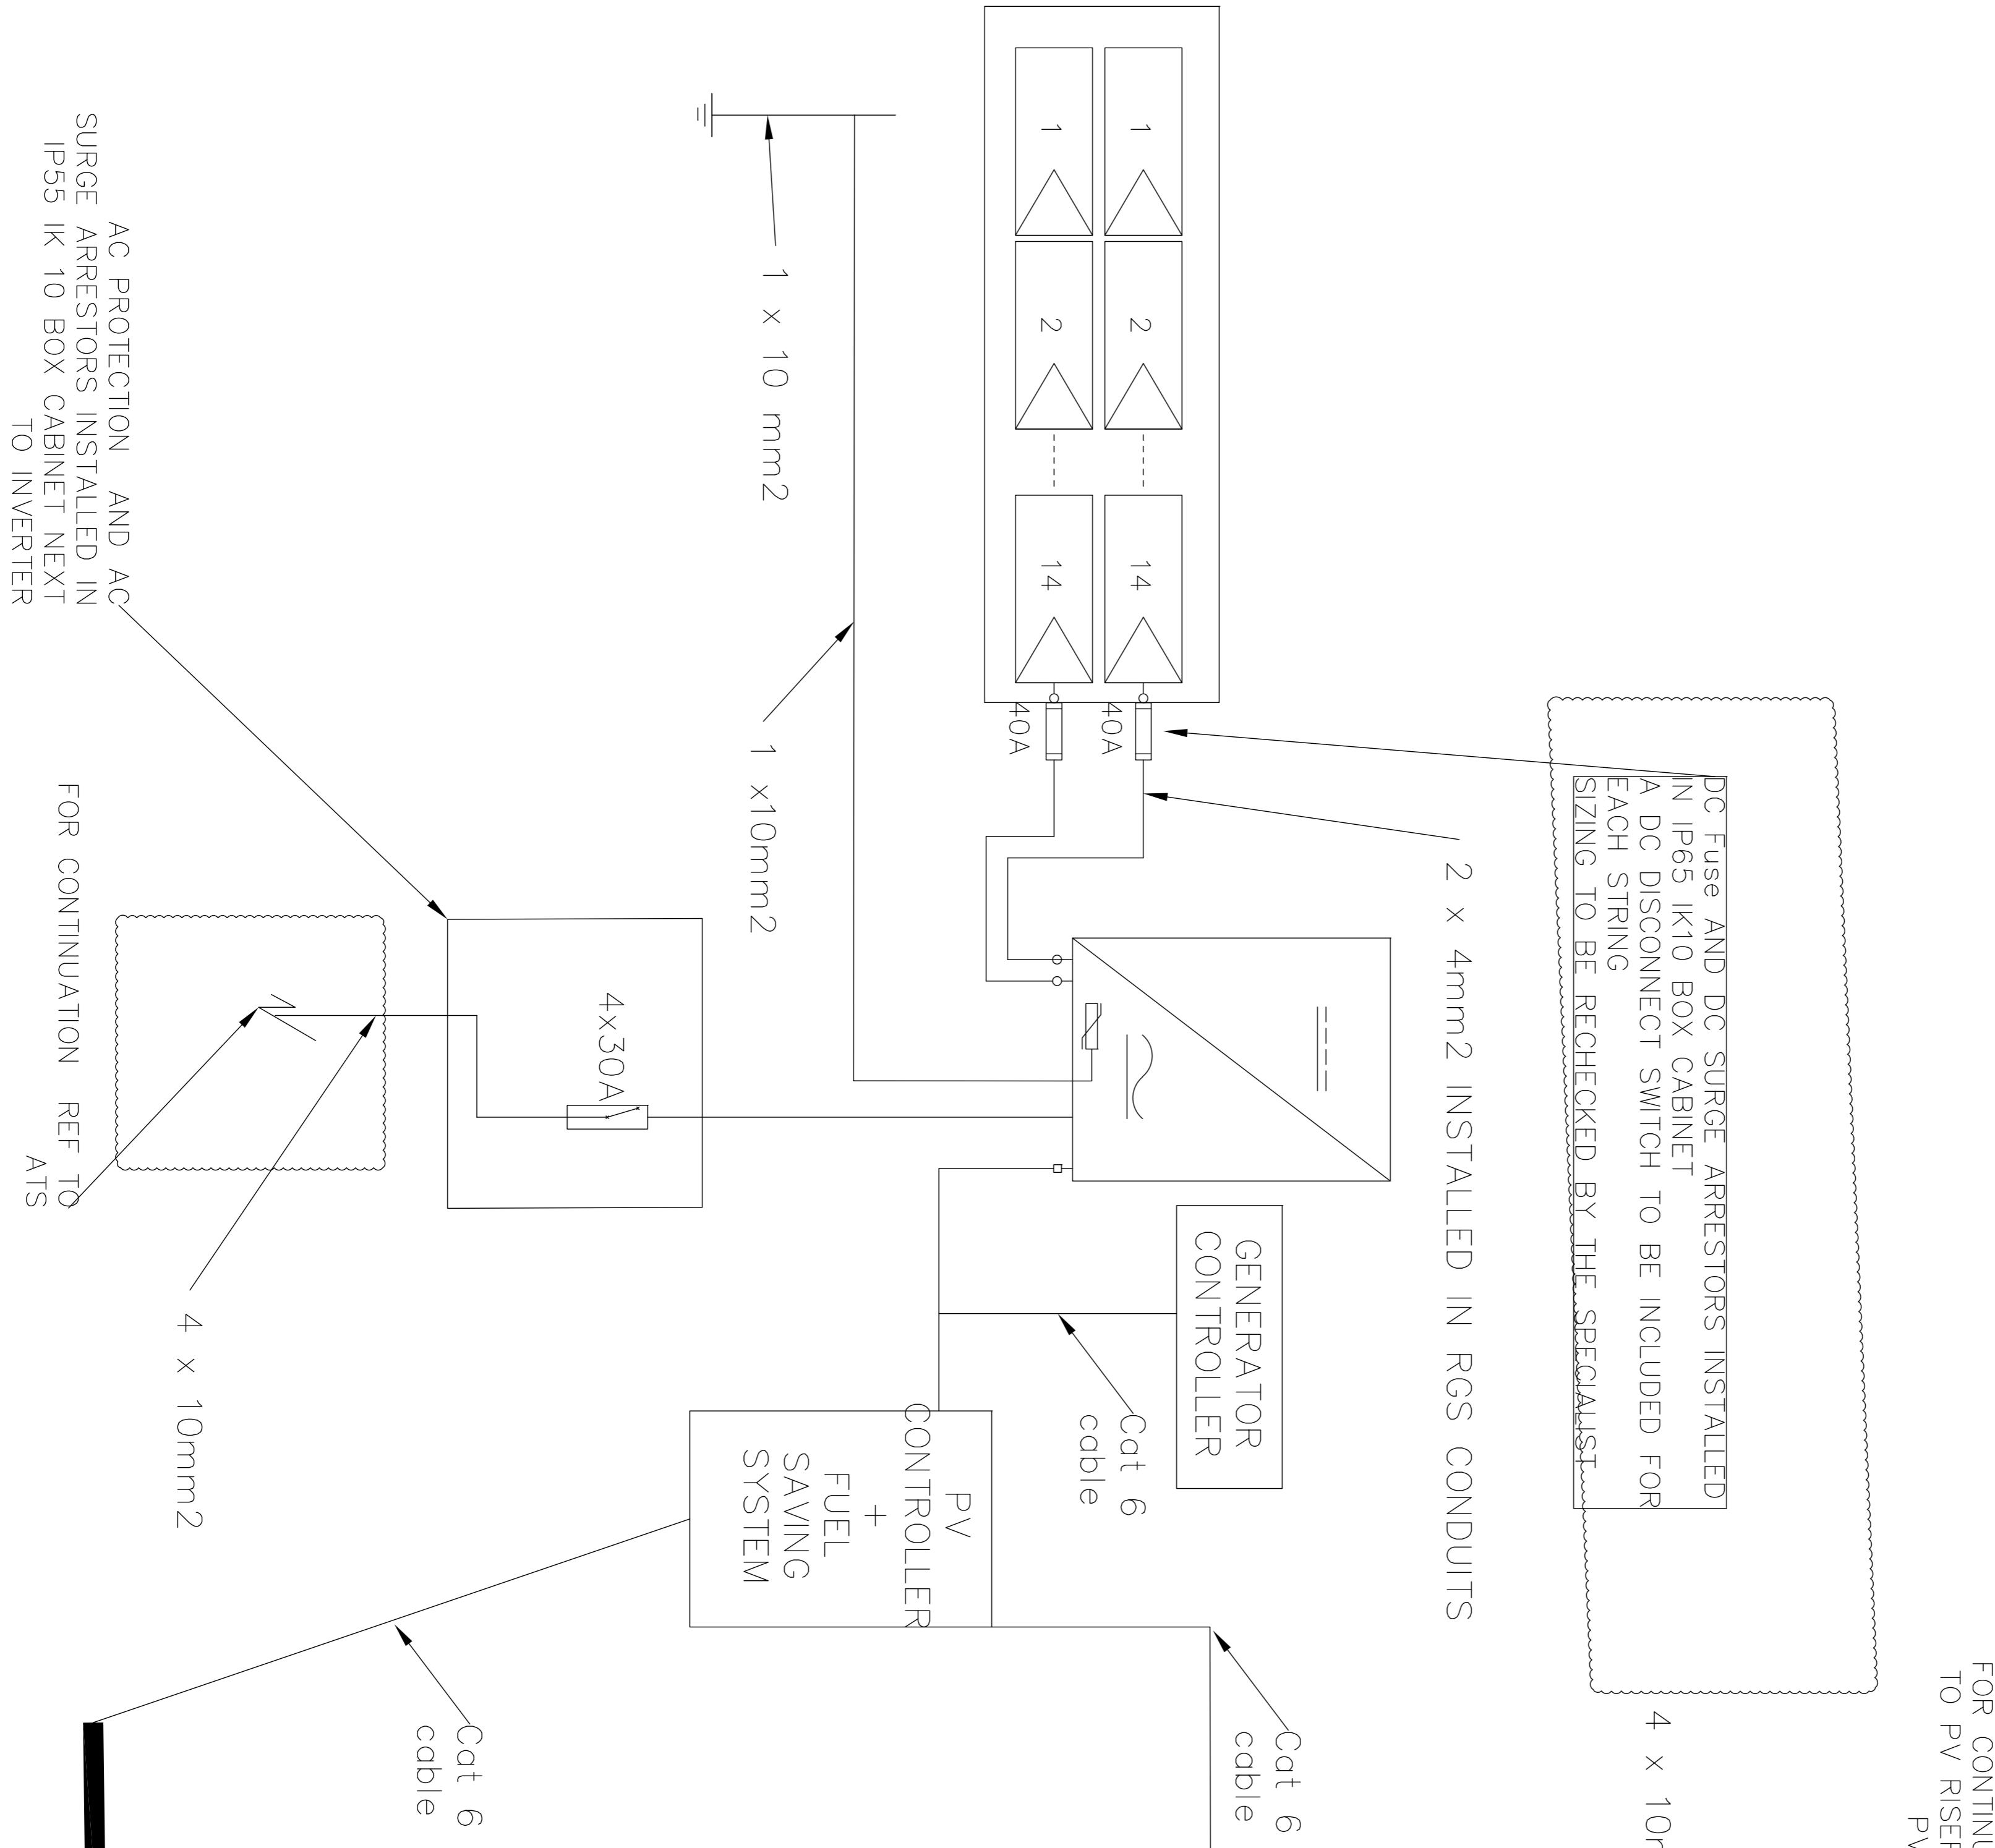 FOR CONTINU
TO PV RISER
PV
DC Fuse AND DC SURGE ARRESTORS INSTALLED
IN IP65 IK10 BOX CABINET
A DC DISCONNECT SWITCH TO BE INCLUDED FOR
EACH STRING
SIZING TO BE RECHECKED BY THE SPECIALIST
4 x 10m
2 x 4mm2 INSTALLED IN RGS CONDUITS
1
2
14
40A
1
2
14
40A
GENERATOR
CONTROLLER
Cat 6
cable
Cat 6
cable
PV
CONTROLLER
+
FUEL
SAVING
SYSTEM
1 x 10 mm2
1 x10mm2
4x30A
Cat 6
cable
4 x 10mm2
AC PROTECTION AND AC
SURGE ARRESTORS INSTALLED IN
IP55 IK 10 BOX CABINET NEXT
TO INVERTER
FOR CONTINUATION REF TO
ATS